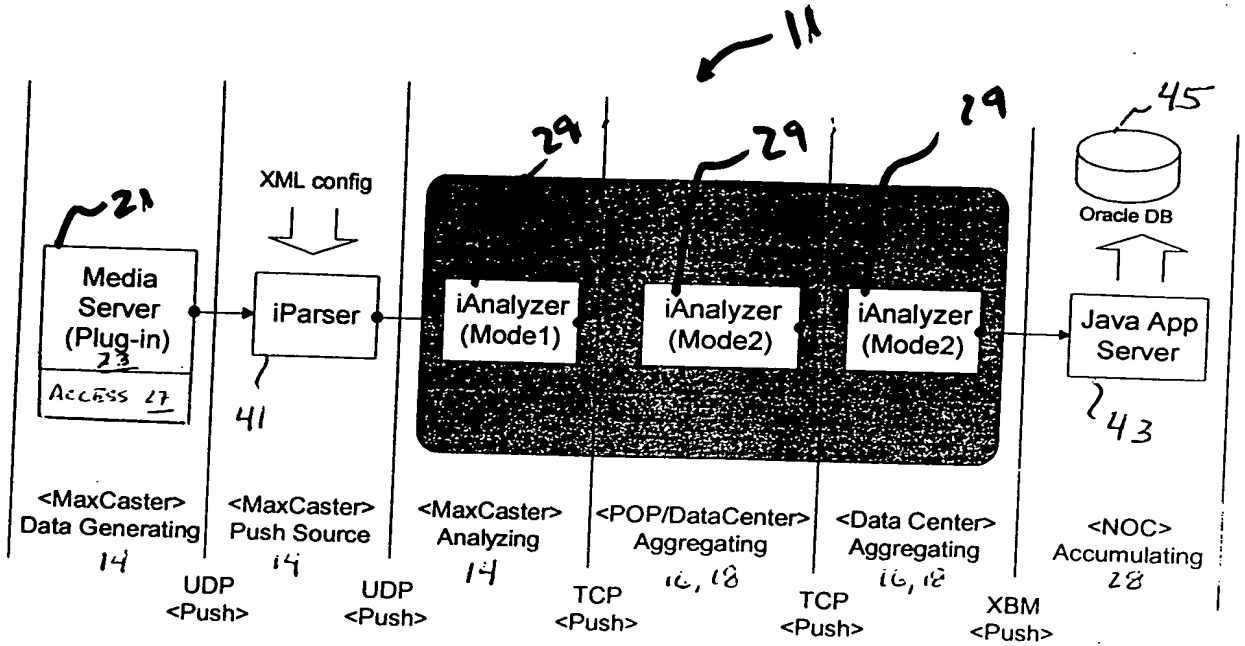 11
45
29
29
29
XML config
Oracle DB
21
Media
Server
(Plug-in)
23
ACCESS 27
iParser
41
iAnalyzer
(Mode1)
iAnalyzer
(Mode2)
iAnalyzer
(Mode2)
Java App
Server
43
<MaxCaster>
Data Generating
14
<MaxCaster>
Push Source
14
<MaxCaster>
Analyzing
14
<POP/DataCenter>
Aggregating
16, 18
<Data Center>
Aggregating
16, 18
<NOC>
Accumulating
28
UDP
<Push>
UDP
<Push>
TCP
<Push>
TCP
<Push>
XBM
<Push>